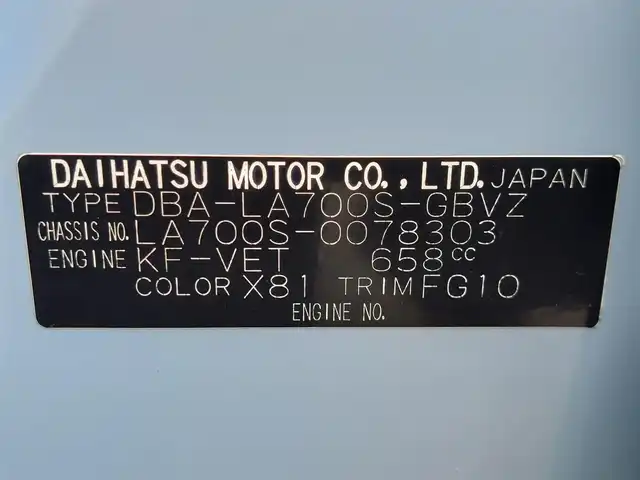 DAIHATSU MOTOR CO., LTD. JAPAN
TYPE DBA-LA700S-GBVZ
CHASSIS NO. LA700S-0078303
ENGINE KF-VET 658cc
COLOR X81 TRIM FG10
ENGINE NO.